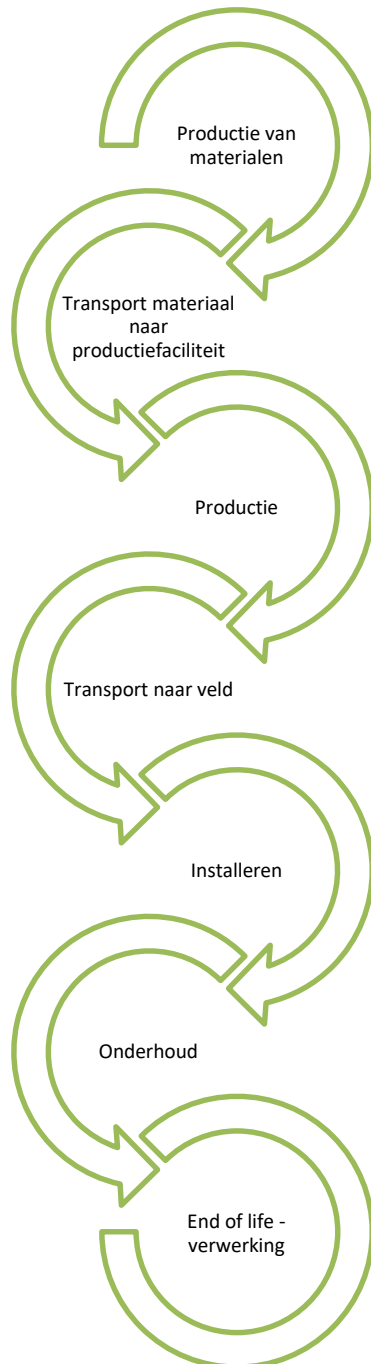 Productie van
materialen
Transport materiaal
naar
productiefaciliteit
Productie
Transport naar veld
Installeren
Onderhoud
End of life -
verwerking